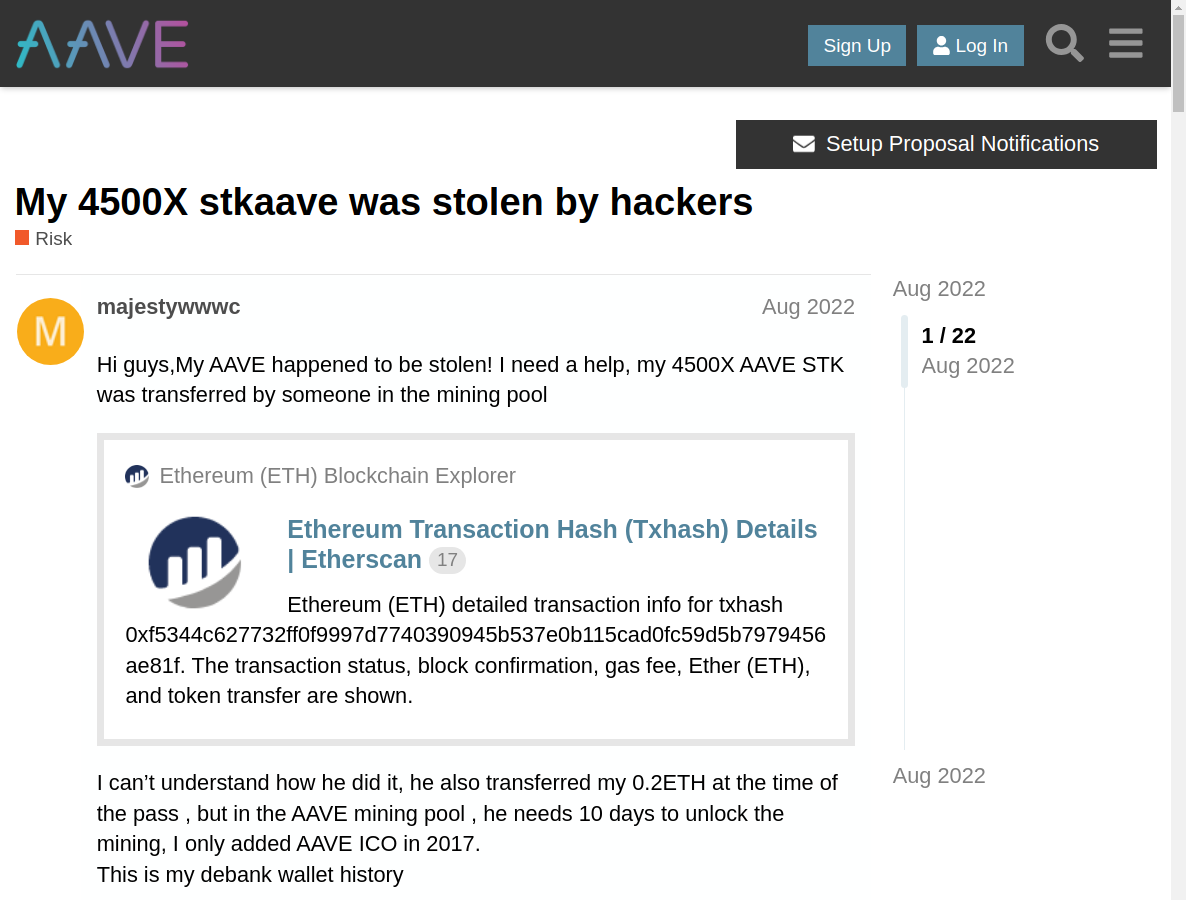 AAVE
Sign Up
Log In
Setup Proposal Notifications
My 4500X stkaave was stolen by hackers
Risk
M
majestywwwc
Aug 2022
Hi guys,My AAVE happened to be stolen! I need a help, my 4500X AAVE STK
was transferred by someone in the mining pool
Ethereum (ETH) Blockchain Explorer
Ethereum Transaction Hash (Txhash) Details
| Etherscan 17
Ethereum (ETH) detailed transaction info for txhash
0xf5344c627732ff0f9997d7740390945b537e0b115cad0fc59d5b7979456
ae81f. The transaction status, block confirmation, gas fee, Ether (ETH),
and token transfer are shown.
I can’t understand how he did it, he also transferred my 0.2ETH at the time of
the pass , but in the AAVE mining pool , he needs 10 days to unlock the
mining, I only added AAVE ICO in 2017.
This is my debank wallet history
Aug 2022
1 / 22
Aug 2022
Aug 2022